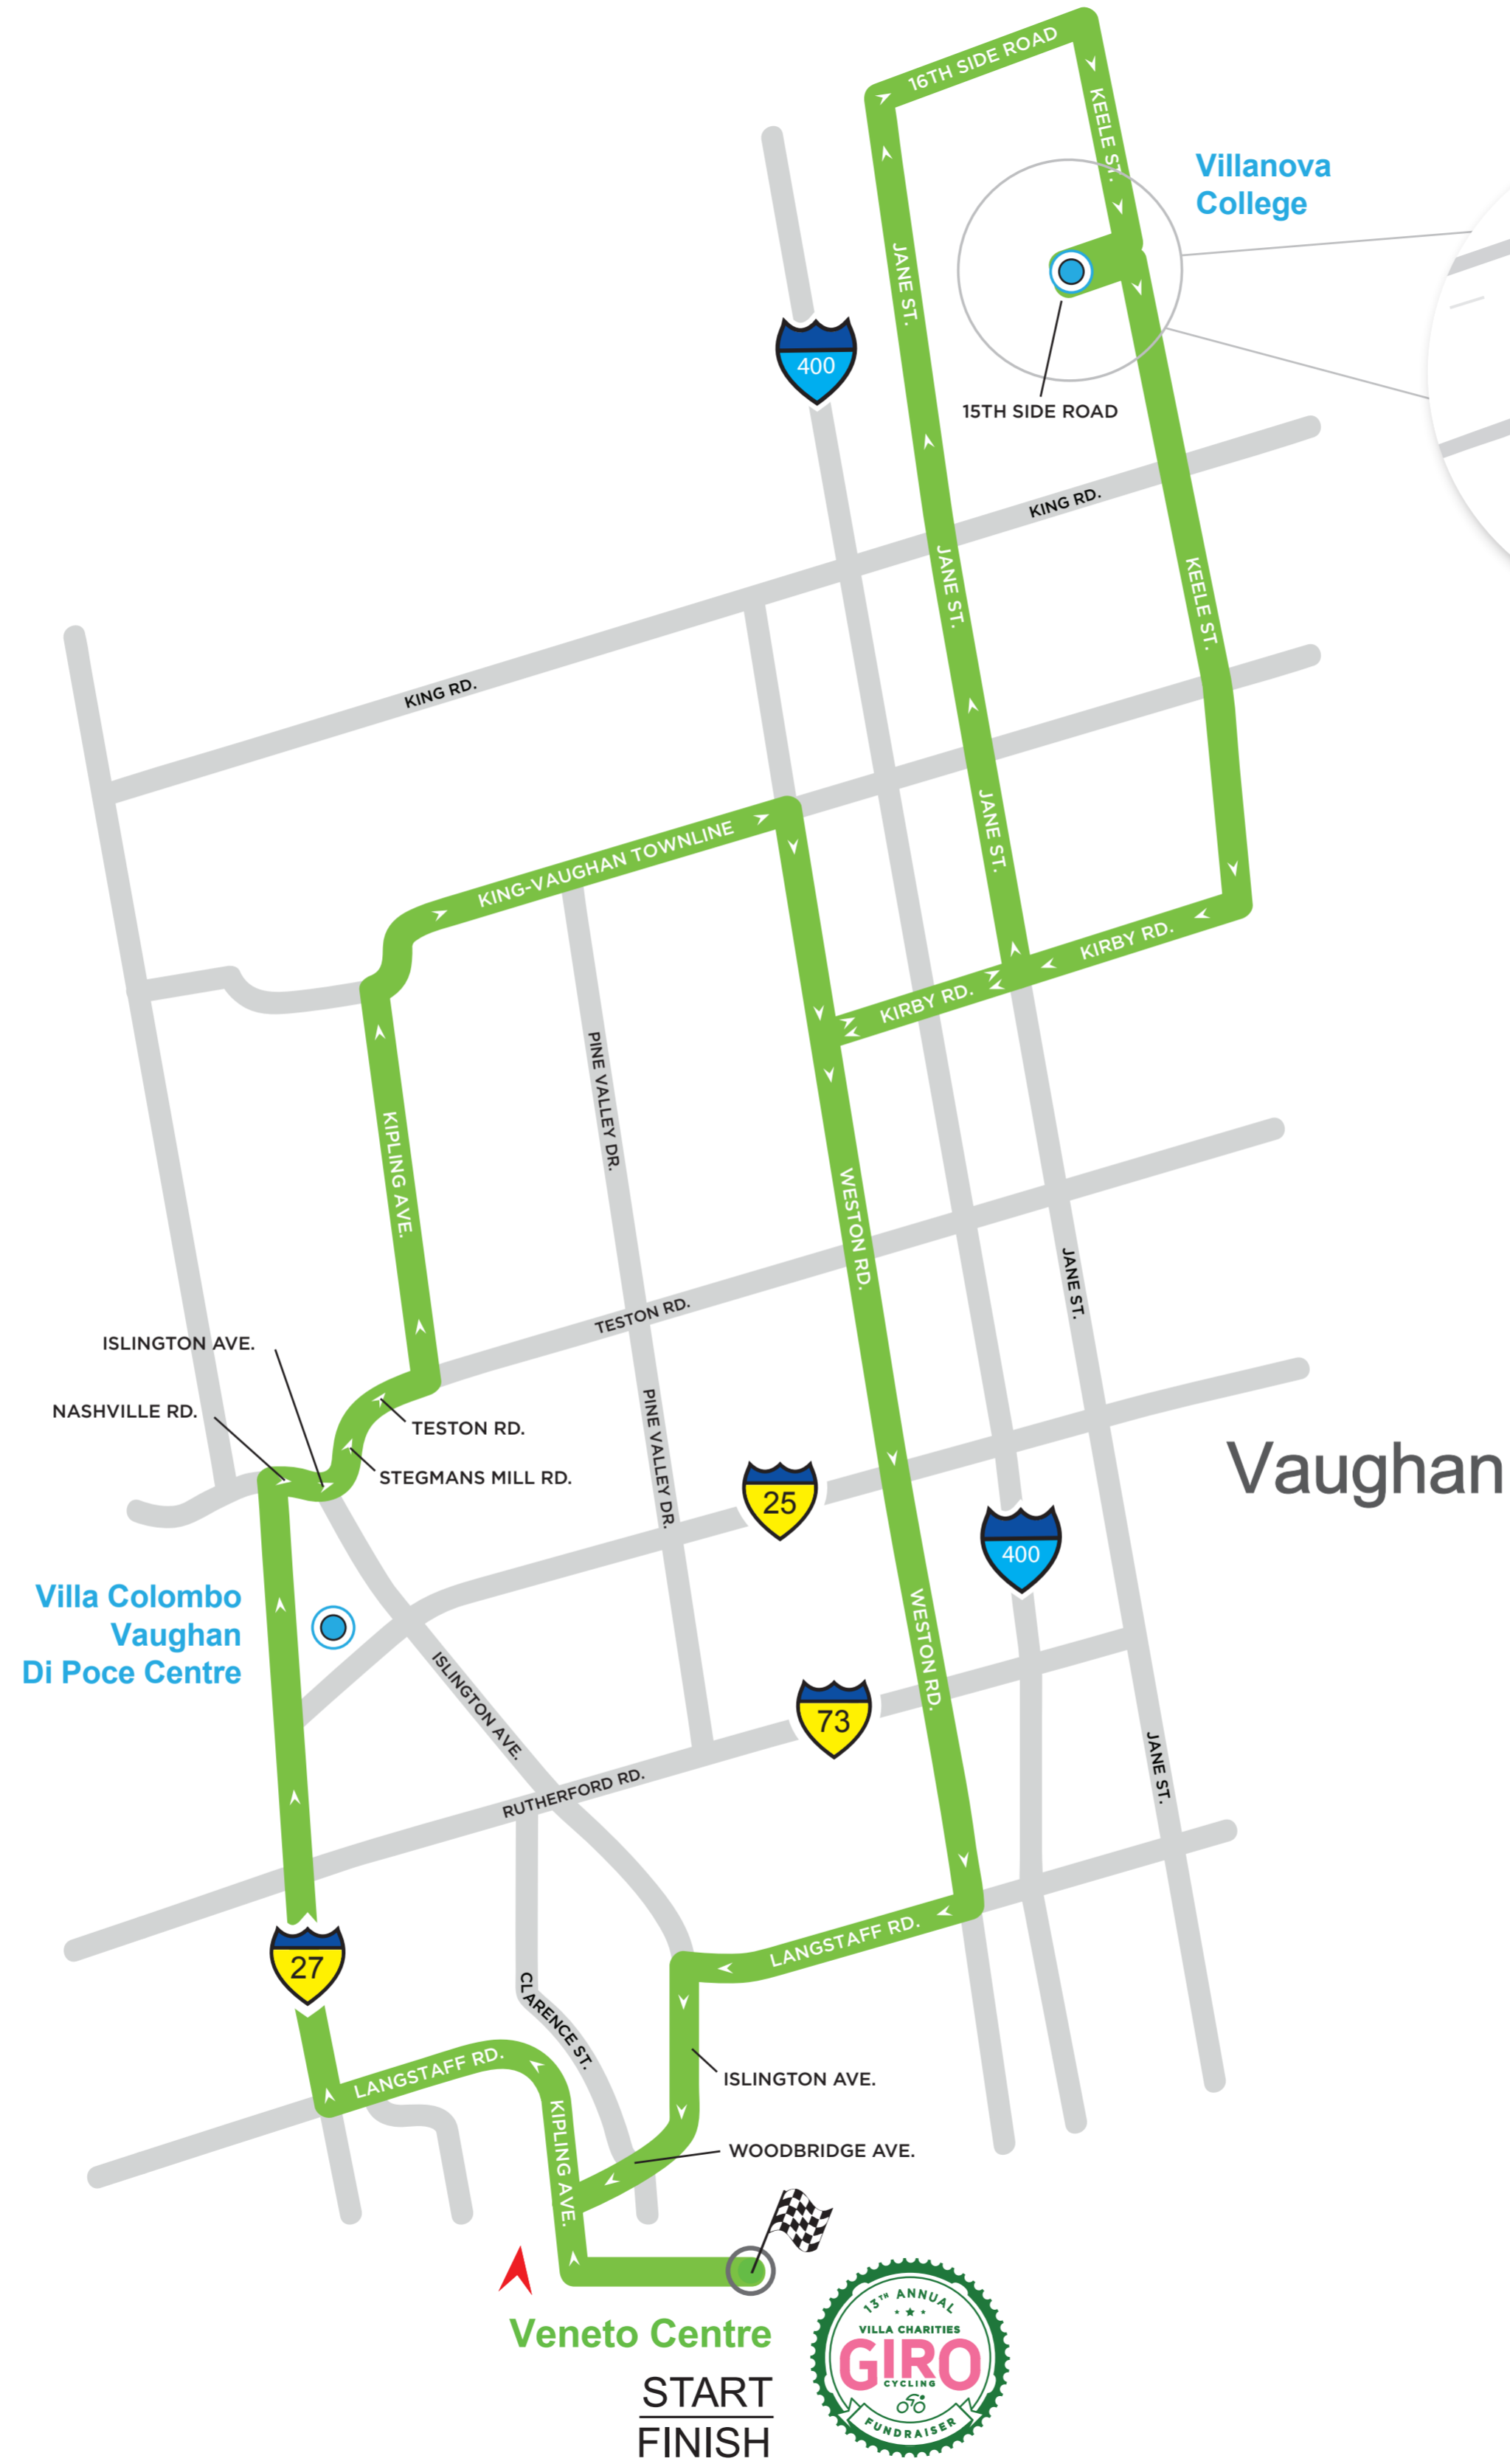 16TH SIDE ROAD
KEELE ST.
Villanova
College
JANE ST.
400
15TH SIDE ROAD
KING RD.
JANE ST.
KEELE ST.
KING RD.
JANE ST.
KING-VAUGHAN TOWNLINE
KIRBY RD.
KIRBY RD.
PINE VALLEY DR.
KIPLING AVE.
WESTON RD.
JANE ST.
TESTON RD.
ISLINGTON AVE.
NASHVILLE RD.
TESTON RD.
STEGMANS MILL RD.
PINE VALLEY DR.
Vaughan
25
400
Villa Colombo
Vaughan
Di Poce Centre
WESTON RD.
ISLINGTON AVE.
73
JANE ST.
RUTHERFORD RD.
LANGSTAFF RD.
27
CLARENCE ST.
LANGSTAFF RD.
ISLINGTON AVE.
KIPLING AVE.
WOODBRIDGE AVE.
Veneto Centre
START
FINISH
13TH ANNUAL
VILLA CHARITIES
GIRO
CYCLING
FUNDRAISER